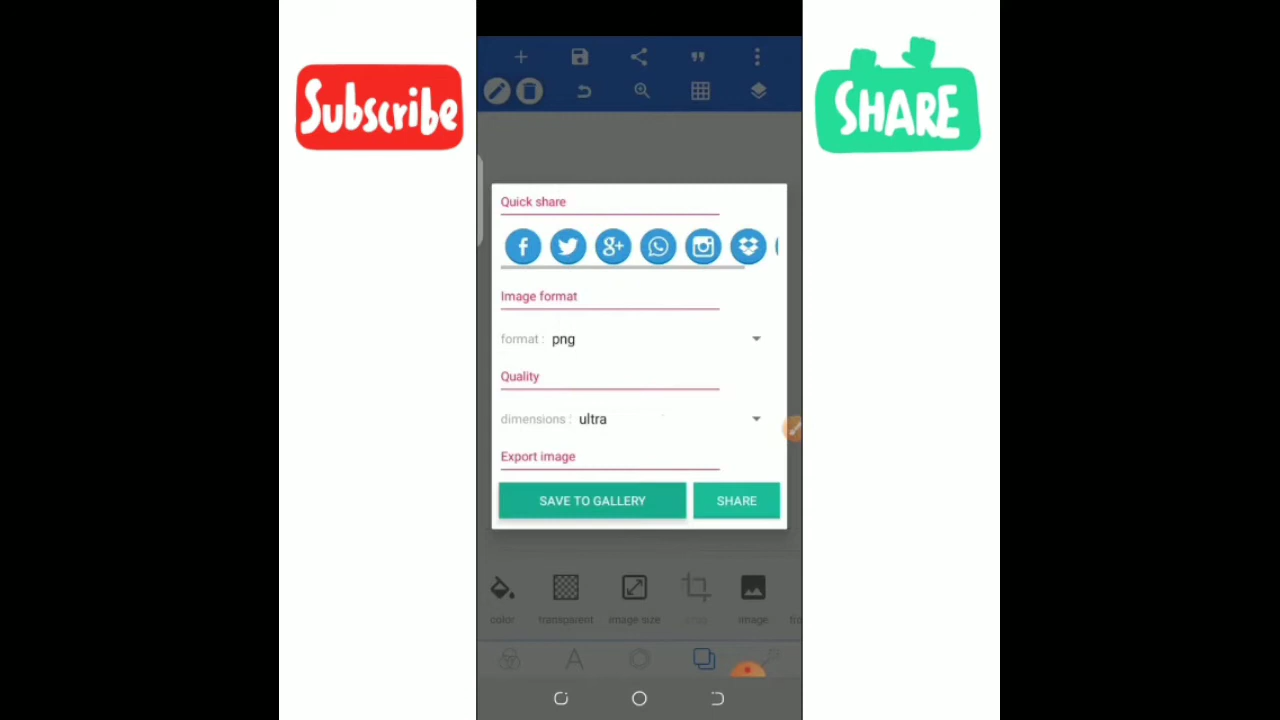 Subscribe
SHARE
Quick share
Image format
format : png
Quality
dimensions : ultra
Export image
SAVE TO GALLERY
SHARE
color
transparent
image size
crop
image